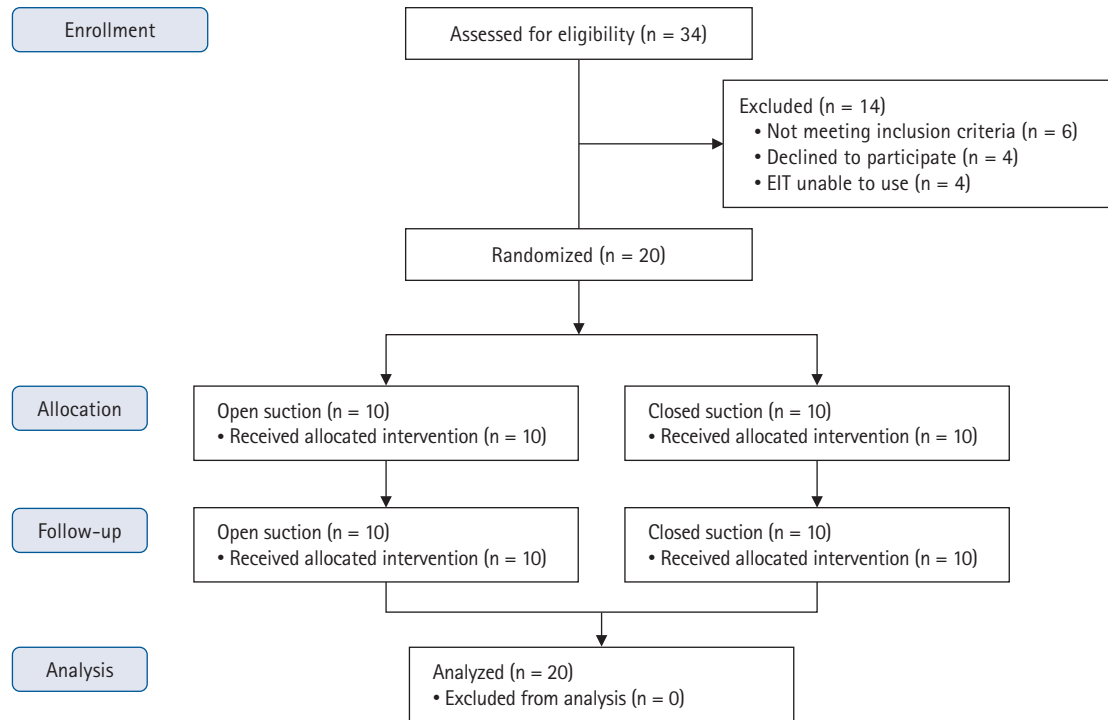 Enrollment
Assessed for eligibility (n = 34)
Excluded (n = 14)
• Not meeting inclusion criteria (n = 6)
• Declined to participate (n = 4)
• EIT unable to use (n = 4)
Randomized (n = 20)
Allocation
Open suction (n = 10)
• Received allocated intervention (n = 10)
Closed suction (n = 10)
• Received allocated intervention (n = 10)
Follow-up
Open suction (n = 10)
• Received allocated intervention (n = 10)
Closed suction (n = 10)
• Received allocated intervention (n = 10)
Analysis
Analyzed (n = 20)
• Excluded from analysis (n = 0)